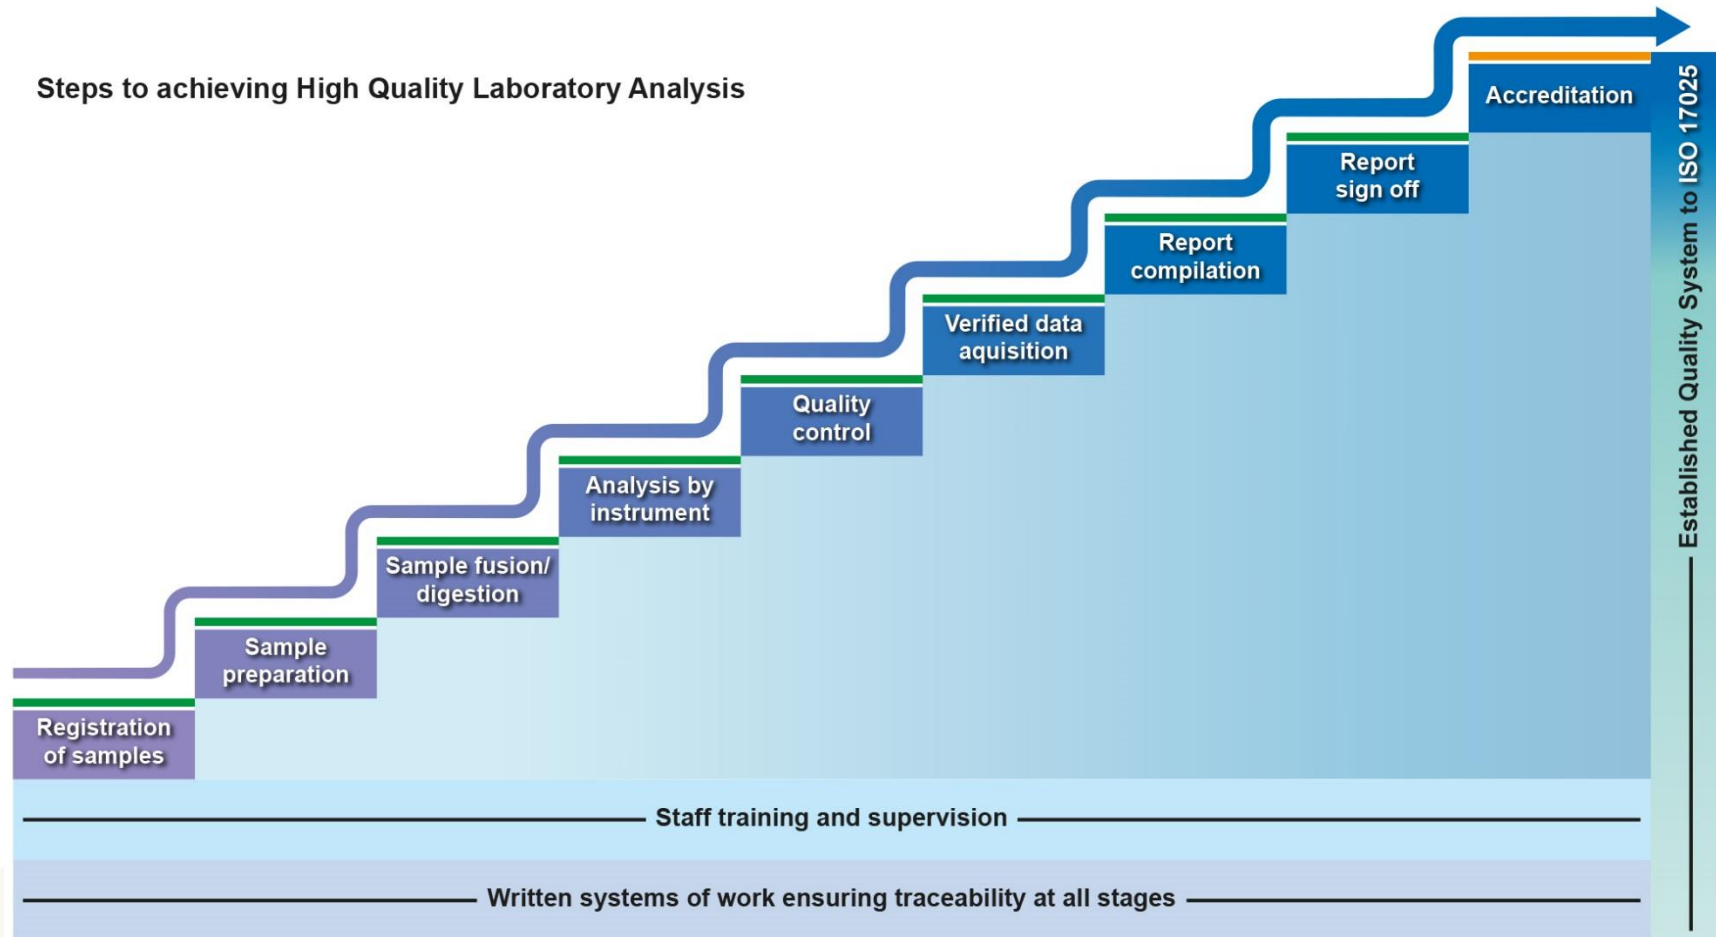 Steps to achieving High Quality Laboratory Analysis
Accreditation
Report
sign off
Report
compilation
Verified data
aquisition
Quality
control
Analysis by
instrument
Sample fusion/
digestion
Sample
preparation
Registration
of samples
Staff training and supervision
Written systems of work ensuring traceability at all stages
Established Quality System to ISO 17025